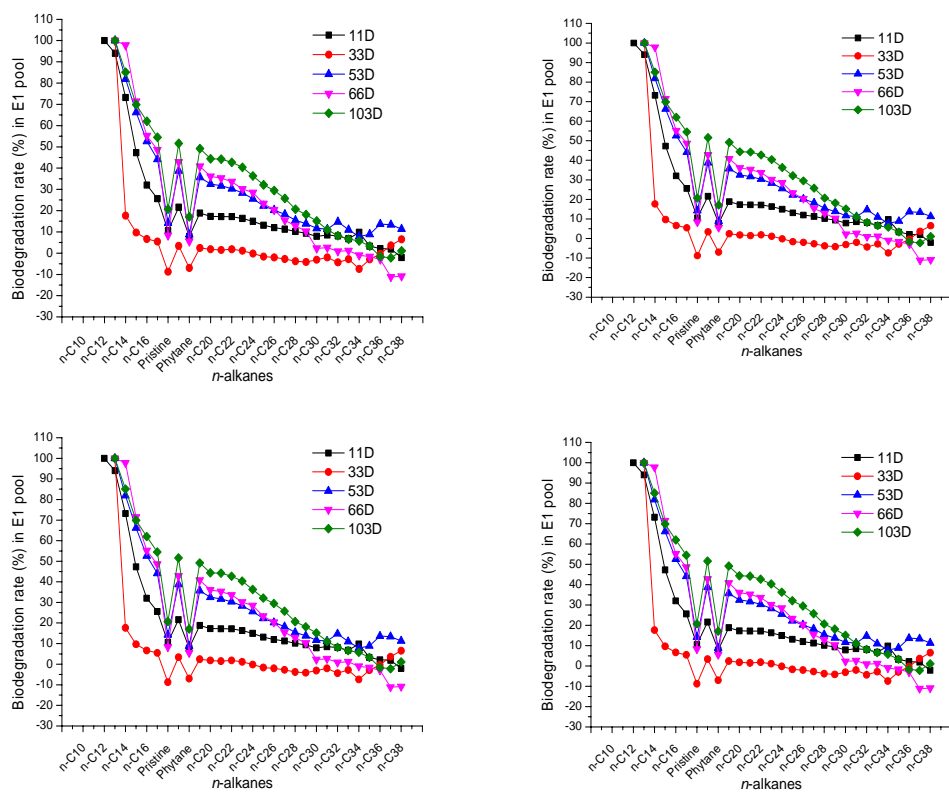 110
100
90
80
70
60
50
40
30
20
10
0
-10
-20
-30
Biodegradation rate (%) in E1 pool
11D
33D
53D
66D
103D
n-C10
n-C12
n-C14
n-C16
Pristine
Phytane
n-C20
n-C22
n-C24
n-C26
n-C28
n-C30
n-C32
n-C34
n-C36
n-C38
n-alkanes
110
100
90
80
70
60
50
40
30
20
10
0
-10
-20
-30
Biodegradation rate (%) in E1 pool
11D
33D
53D
66D
103D
n-C10
n-C12
n-C14
n-C16
Pristine
Phytane
n-C20
n-C22
n-C24
n-C26
n-C28
n-C30
n-C32
n-C34
n-C36
n-C38
n-alkanes
110
100
90
80
70
60
50
40
30
20
10
0
-10
-20
-30
Biodegradation rate (%) in E1 pool
11D
33D
53D
66D
103D
n-C10
n-C12
n-C14
n-C16
Pristine
Phytane
n-C20
n-C22
n-C24
n-C26
n-C28
n-C30
n-C32
n-C34
n-C36
n-C38
n-alkanes
110
100
90
80
70
60
50
40
30
20
10
0
-10
-20
-30
Biodegradation rate (%) in E1 pool
11D
33D
53D
66D
103D
n-C10
n-C12
n-C14
n-C16
Pristine
Phytane
n-C20
n-C22
n-C24
n-C26
n-C28
n-C30
n-C32
n-C34
n-C36
n-C38
n-alkanes